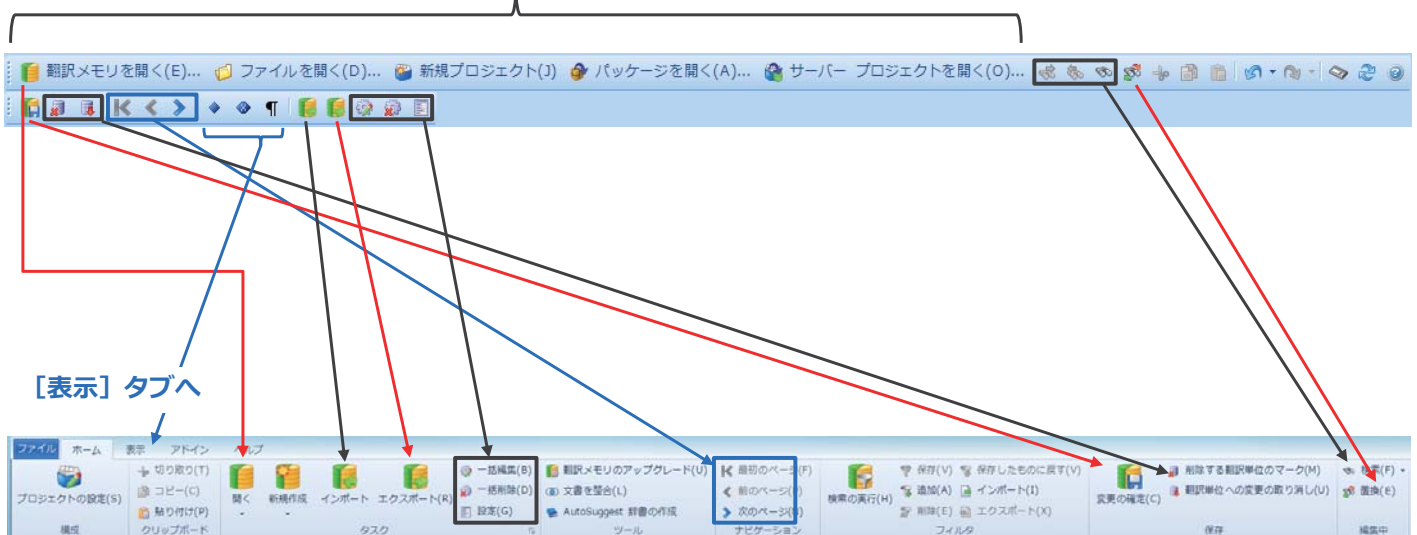 翻訳メモリを開く(E)... ファイルを開く(D)... 新規プロジェクト(J) パッケージを開く(A)... サーバー プロジェクトを開く(O)...
［表示］タブへ
ファイル ホーム 表示 アドイン ヘルプ
プロジェクトの設定(S)
構成
切り取り(T)
コピー(C)
貼り付け(P)
クリップボード
開く
新規作成
インポート
エクスポート(R)
一括編集(B)
一括削除(D)
設定(G)
タスク
翻訳メモリのアップグレード(U)
文書を整合(L)
AutoSuggest 辞書の作成
ツール
最初のページ(F)
前のページ
次のページ
ナビゲーション
検索の実行(H)
保存(V) 保存したものに戻す(V)
追加(A) インポート(I)
削除(E) エクスポート(X)
フィルタ
変更の確定(C)
削除する翻訳単位のマーク(M)
翻訳単位への変更の取り消し(U)
保存
検索(F)
置換(E)
編集中